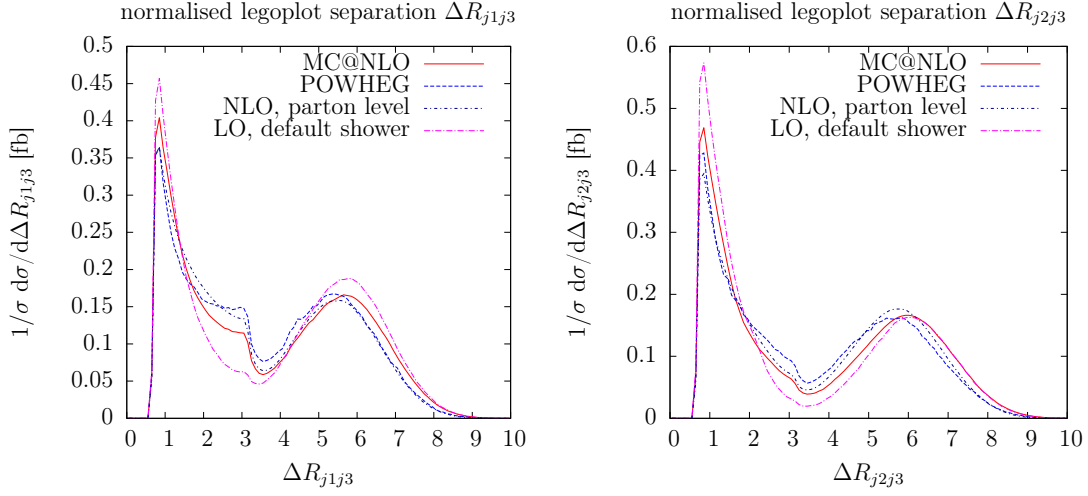 normalised legoplot separation ΔR_{j1j3}
0.5
0.45
0.4
0.35
0.3
0.25
0.2
0.15
0.1
0.05
0
1/σ dσ/dΔR_{j1j3} [fb]
MC@NLO
POWHEG
NLO, parton level
LO, default shower
0 1 2 3 4 5 6 7 8 9 10
ΔR_{j1j3}
normalised legoplot separation ΔR_{j2j3}
0.6
0.5
0.4
0.3
0.2
0.1
0
1/σ dσ/dΔR_{j2j3} [fb]
MC@NLO
POWHEG
NLO, parton level
LO, default shower
0 1 2 3 4 5 6 7 8 9 10
ΔR_{j2j3}